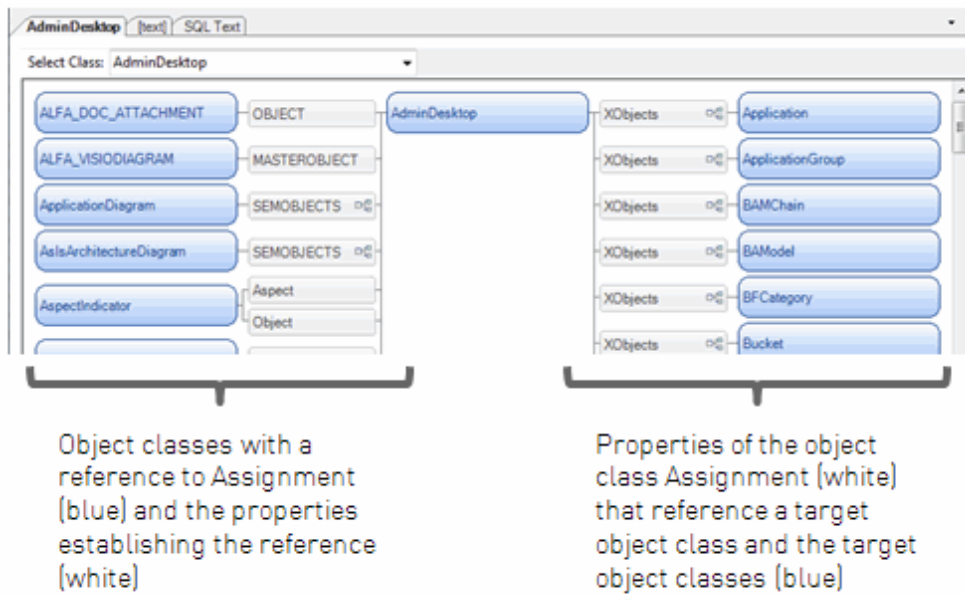 AdminDesktop [text] SQL Text
Select Class: AdminDesktop
ALFA_DOC_ATTACHMENT OBJECT AdminDesktop XObjects Application
ALFA_VISIODIAGRAM MASTEROBJECT XObjects ApplicationGroup
ApplicationDiagram SEMOBJECTS XObjects BAMChain
AsIsArchitectureDiagram SEMOBJECTS XObjects BAModel
AspectIndicator Aspect XObjects BFCategory
Object
XObjects Bucket
Object classes with a
reference to Assignment
(blue) and the properties
establishing the reference
(white)
Properties of the object
class Assignment (white)
that reference a target
object class and the target
object classes (blue)